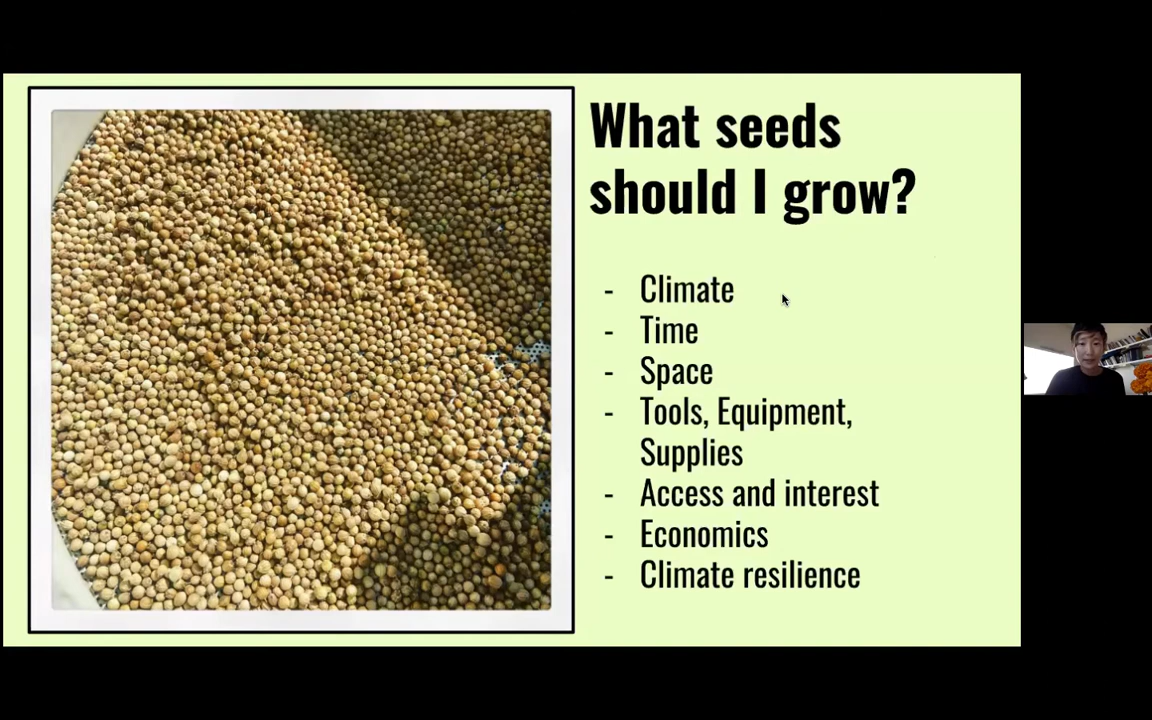 What seeds
should I grow?
- Climate
- Time
- Space
- Tools, Equipment,
Supplies
- Access and interest
- Economics
- Climate resilience